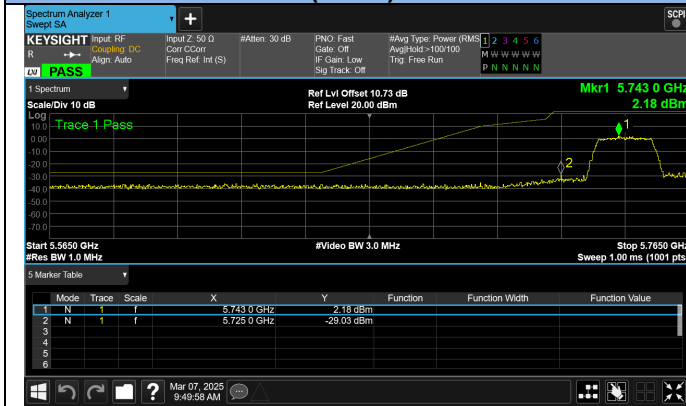 Spectrum Analyzer 1
Swept SA
+
SCPI
KEYSIGHT
R
LXI PASS
Input: RF
Coupling: DC
Align: Auto
Input Z: 50 Ω
Corr CCorr
Freq Ref: Int (S)
#Atten: 30 dB
PNO: Fast
Gate: Off
IF Gain: Low
Sig Track: Off
#Avg Type: Power (RMS
Avg|Hold:>100/100
Trig: Free Run
1 2 3 4 5 6
M W W W W W
P N N N N N
1 Spectrum
Scale/Div 10 dB
Ref Lvl Offset 10.73 dB
Ref Level 20.00 dBm
Mkr1 5.743 0 GHz
2.18 dBm
Log
Trace 1 Pass
10.0
0.00
-10.0
-20.0
-30.0
-40.0
-50.0
-60.0
-70.0
1
2
Start 5.5650 GHz
#Res BW 1.0 MHz
#Video BW 3.0 MHz
Stop 5.7650 GHz
Sweep 1.00 ms (1001 pts
5 Marker Table
Mode Trace Scale X Y Function Function Width Function Value
1 N 1 f 5.743 0 GHz 2.18 dBm
2 N 1 f 5.725 0 GHz -29.03 dBm
3
4
5
6
?
Mar 07, 2025
9:49:58 AM